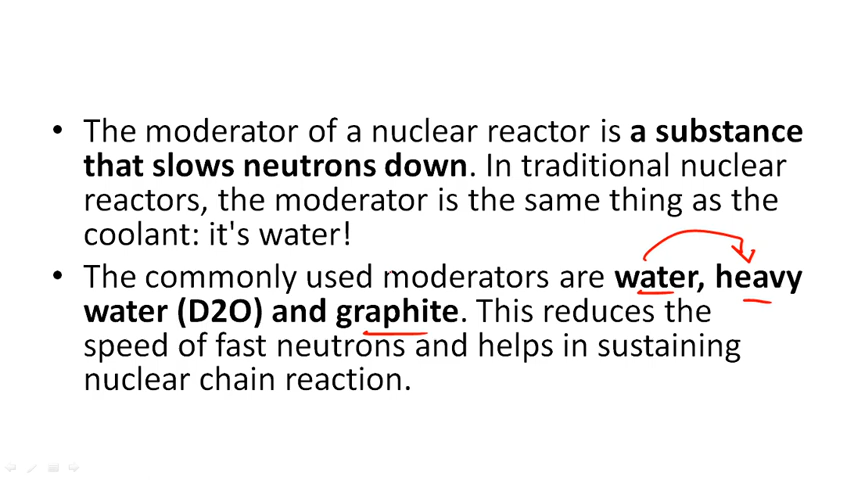 • The moderator of a nuclear reactor is a substance
that slows neutrons down. In traditional nuclear
reactors, the moderator is the same thing as the
coolant: it's water!
• The commonly used moderators are water, heavy
water (D2O) and graphite. This reduces the
speed of fast neutrons and helps in sustaining
nuclear chain reaction.